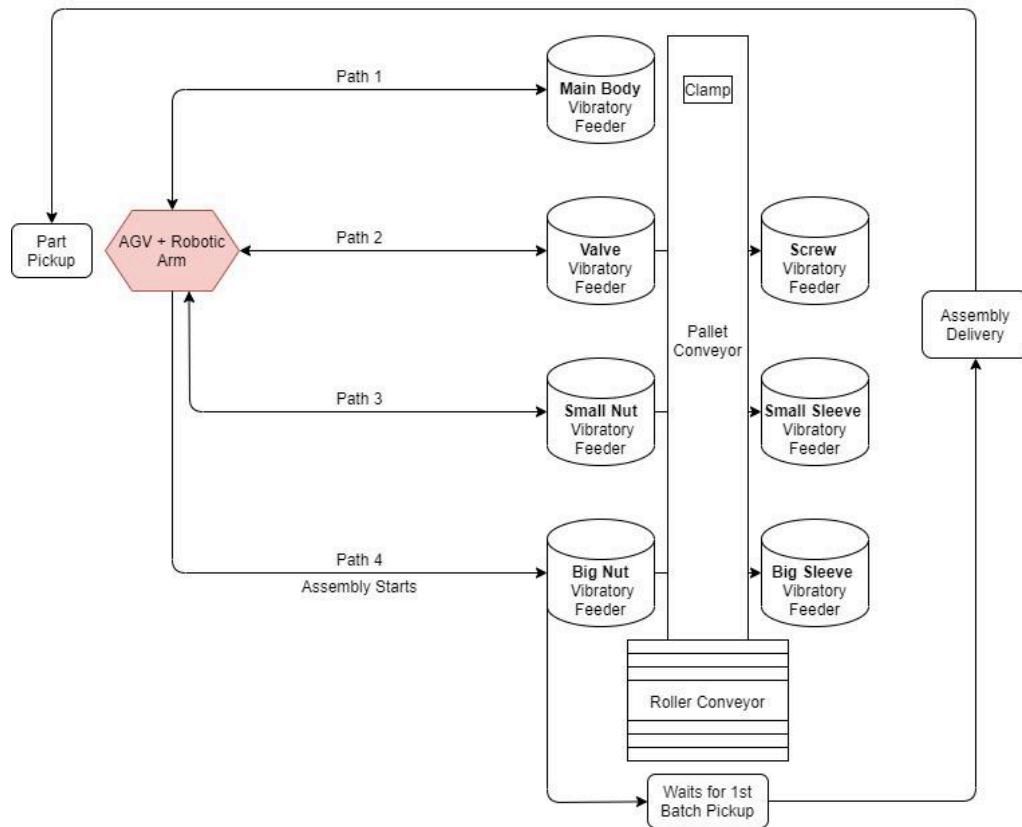 Path 1
Main Body
Vibratory
Feeder
Clamp
Part
Pickup
AGV + Robotic
Arm
Path 2
Valve
Vibratory
Feeder
Screw
Vibratory
Feeder
Assembly
Delivery
Pallet
Conveyor
Path 3
Small Nut
Vibratory
Feeder
Small Sleeve
Vibratory
Feeder
Path 4
Assembly Starts
Big Nut
Vibratory
Feeder
Big Sleeve
Vibratory
Feeder
Roller Conveyor
Waits for 1st
Batch Pickup